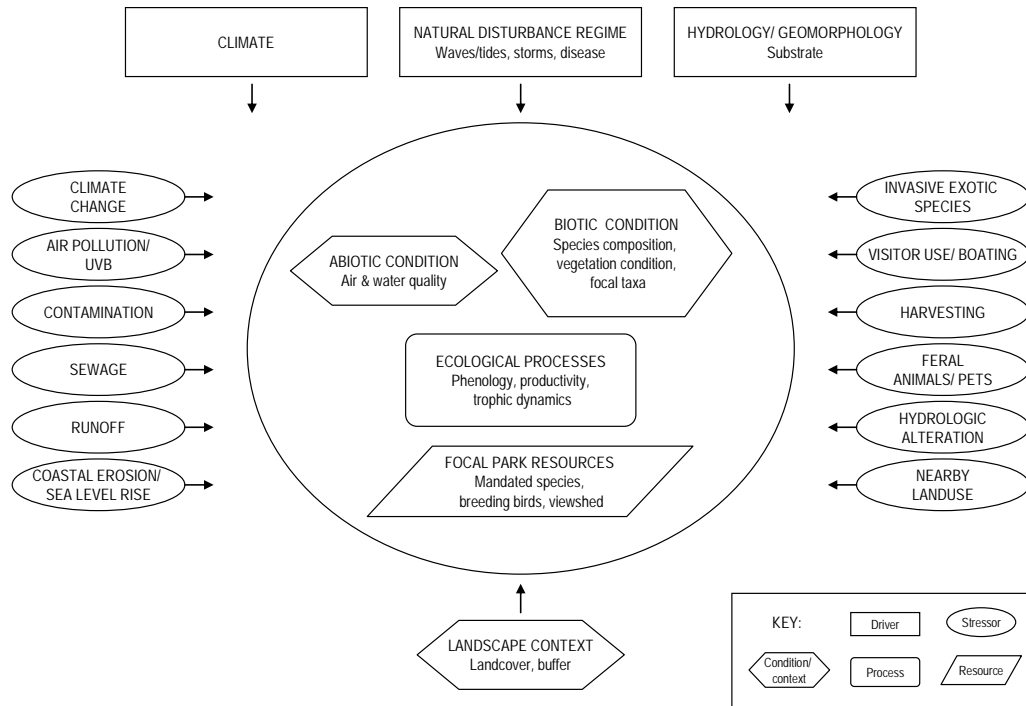 CLIMATE
NATURAL DISTURBANCE REGIME
Waves/tides, storms, disease
HYDROLOGY/ GEOMORPHOLOGY
Substrate
CLIMATE
CHANGE
AIR POLLUTION/
UVB
CONTAMINATION
SEWAGE
RUNOFF
COASTAL EROSION/
SEA LEVEL RISE
ABIOTIC CONDITION
Air & water quality
BIOTIC CONDITION
Species composition,
vegetation condition,
focal taxa
ECOLOGICAL PROCESSES
Phenology, productivity,
trophic dynamics
FOCAL PARK RESOURCES
Mandated species,
breeding birds, viewshed
INVASIVE EXOTIC
SPECIES
VISITOR USE/ BOATING
HARVESTING
FERAL
ANIMALS/ PETS
HYDROLOGIC
ALTERATION
NEARBY
LANDUSE
LANDSCAPE CONTEXT
Landcover, buffer
KEY:
Driver
Stressor
Condition/
context
Process
Resource